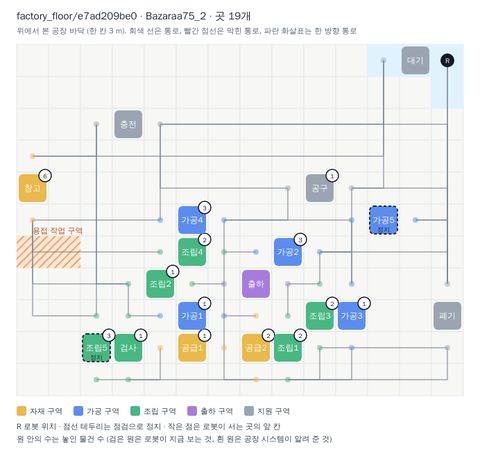 factory_floor/e7ad209be0 · Bazaraa75_2 · 곳 19개
위에서 본 공장 바닥 (한 칸 3 m). 회색 선은 통로, 빨간 점선은 막힌 통로, 파란 화살표는 한 방향 통로
대기
R
충전
창고
6
공구
1
가공4
3
가공5
정지
용접 작업 구역
조립4
2
가공2
3
조립2
1
출하
가공1
1
조립3
2
가공3
1
폐기
조립5
3
정지
검사
1
공급1
1
공급2
2
조립1
2
자재 구역
가공 구역
조립 구역
출하 구역
지원 구역
R 로봇 위치 · 점선 테두리는 점검으로 정지 · 작은 점은 로봇이 서는 곳의 앞 칸
원 안의 수는 놓인 물건 수 (검은 원은 로봇이 지금 보는 것, 흰 원은 공장 시스템이 알려 준 것)